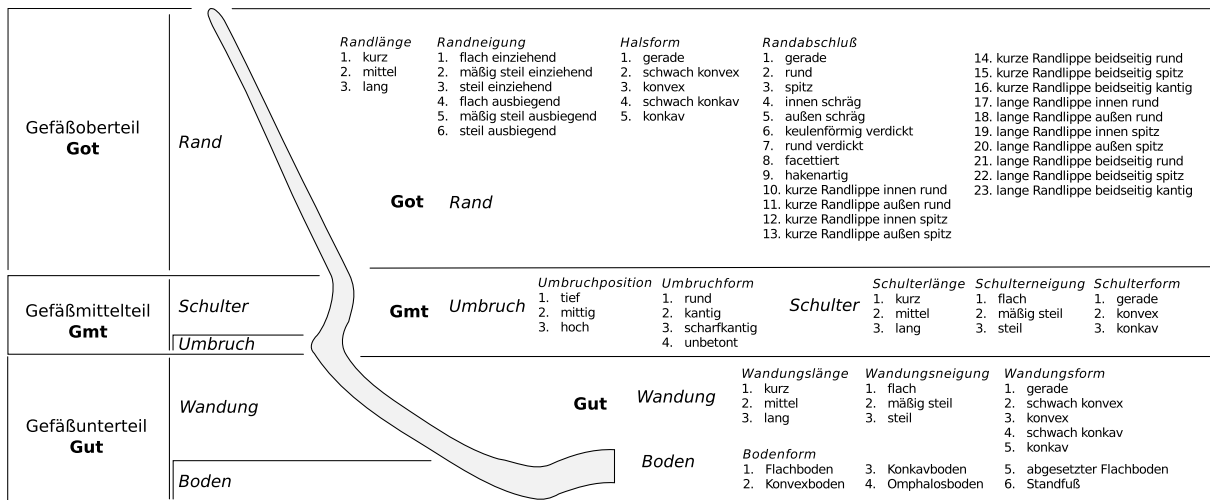 Gefäßoberteil
Got
Rand
Randlänge
1. kurz
2. mittel
3. lang
Randneigung
1. flach einziehend
2. mäßig steil einziehend
3. steil einziehend
4. flach ausbiegend
5. mäßig steil ausbiegend
6. steil ausbiegend
Halsform
1. gerade
2. schwach konvex
3. konvex
4. schwach konkav
5. konkav
Randabschluß
1. gerade
2. rund
3. spitz
4. innen schräg
5. außen schräg
6. keulenförmig verdickt
7. rund verdickt
8. facettiert
9. hakenartig
10. kurze Randlippe innen rund
11. kurze Randlippe außen rund
12. kurze Randlippe innen spitz
13. kurze Randlippe außen spitz
14. kurze Randlippe beidseitig rund
15. kurze Randlippe beidseitig spitz
16. kurze Randlippe beidseitig kantig
17. lange Randlippe innen rund
18. lange Randlippe außen rund
19. lange Randlippe innen spitz
20. lange Randlippe außen spitz
21. lange Randlippe beidseitig rund
22. lange Randlippe beidseitig spitz
23. lange Randlippe beidseitig kantig
Got Rand
Gefäßmittelteil
Gmt
Schulter
Umbruch
Gmt Umbruch
Umbruchposition
1. tief
2. mittig
3. hoch
Umbruchform
1. rund
2. kantig
3. scharfkantig
4. unbetont
Schulter
Schulterlänge
1. kurz
2. mittel
3. lang
Schulterneigung
1. flach
2. mäßig steil
3. steil
Schulterform
1. gerade
2. konvex
3. konkav
Gefäßunterteil
Gut
Wandung
Boden
Gut Wandung
Wandungslänge
1. kurz
2. mittel
3. lang
Wandungsneigung
1. flach
2. mäßig steil
3. steil
Wandungsform
1. gerade
2. schwach konvex
3. konvex
4. schwach konkav
5. konkav
Boden
Bodenform
1. Flachboden
2. Konvexboden
3. Konkavboden
4. Omphalosboden
5. abgesetzter Flachboden
6. Standfuß